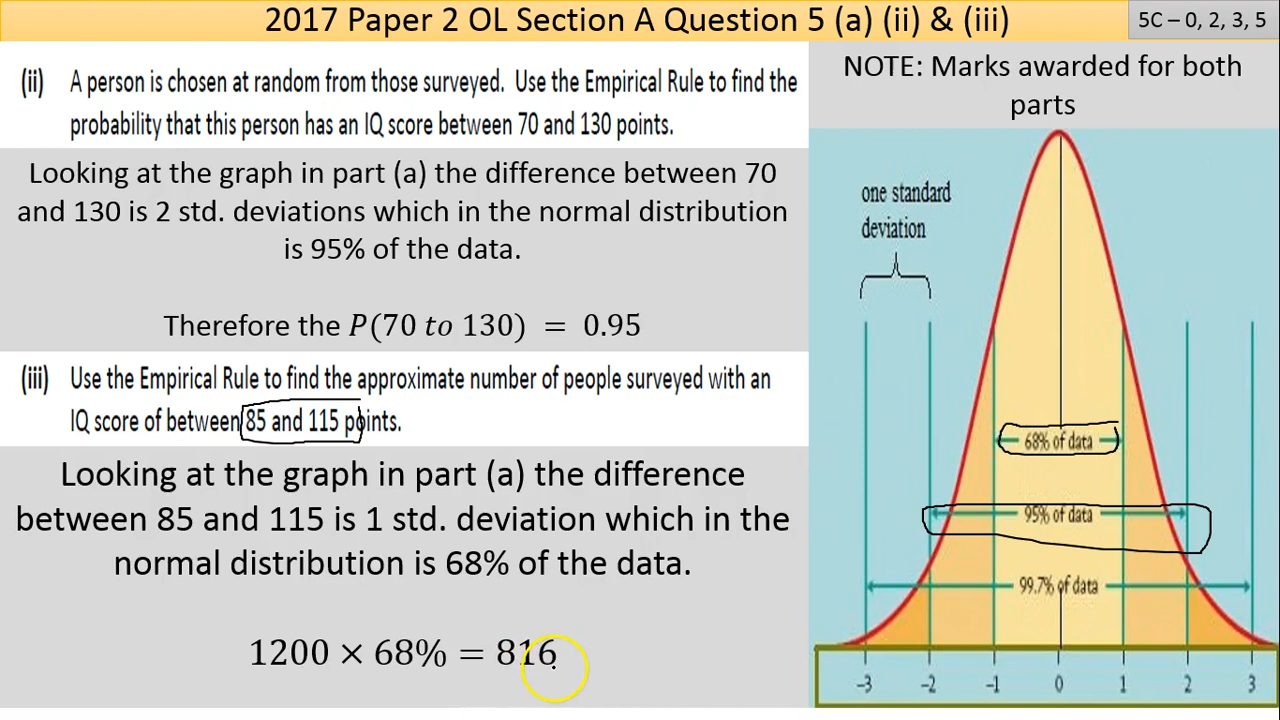 2017 Paper 2 OL Section A Question 5 (a) (ii) & (iii)
5C – 0, 2, 3, 5
(ii) A person is chosen at random from those surveyed. Use the Empirical Rule to find the
probability that this person has an IQ score between 70 and 130 points.
Looking at the graph in part (a) the difference between 70
and 130 is 2 std. deviations which in the normal distribution
is 95% of the data.
Therefore the P(70 to 130) = 0.95
(iii) Use the Empirical Rule to find the approximate number of people surveyed with an
IQ score of between 85 and 115 points.
Looking at the graph in part (a) the difference
between 85 and 115 is 1 std. deviation which in the
normal distribution is 68% of the data.
1200 × 68% = 816
NOTE: Marks awarded for both
parts
one standard
deviation
68% of data
95% of data
99.7% of data
–3 –2 –1 0 1 2 3